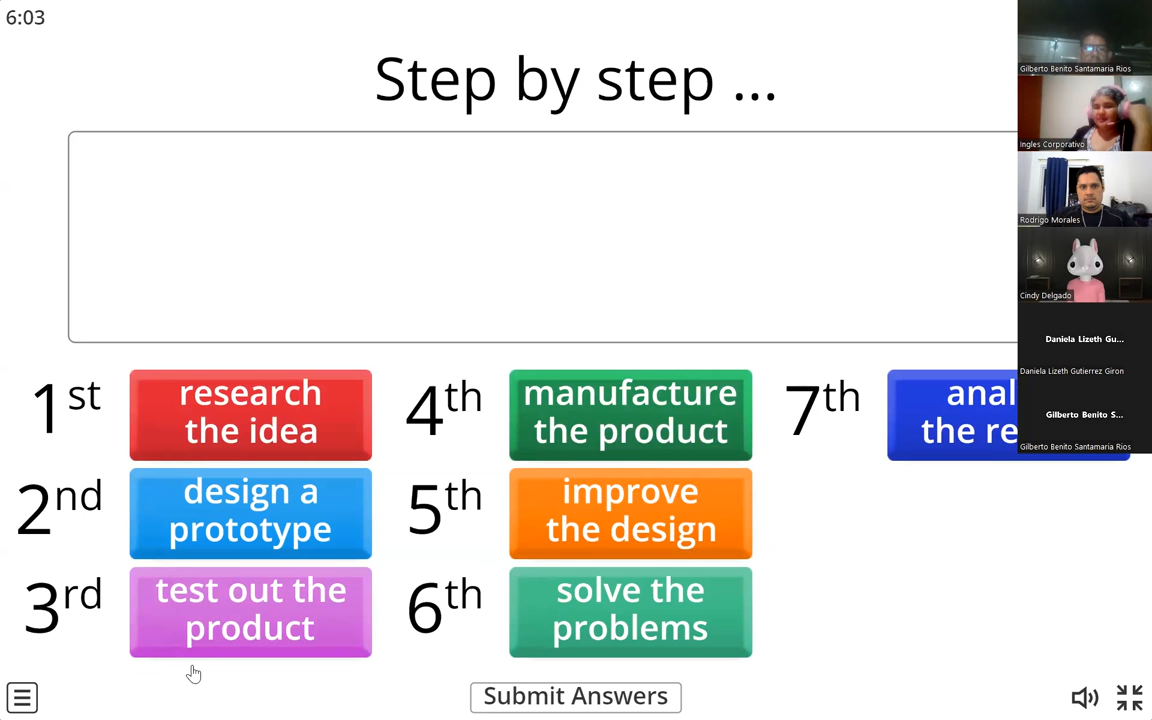 6:03
Step by step ...
1st
research
the idea
2nd
design a
prototype
3rd
test out the
product
4th
manufacture
the product
5th
improve
the design
6th
solve the
problems
7th
anal
the re
Submit Answers
Gilberto Benito Santamaria Rios
Ingles Corporativo
Rodrigo Morales
Cindy Delgado
Daniela Lizeth Gu...
Daniela Lizeth Gutierrez Giron
Gilberto Benito S...
Gilberto Benito Santamaria Rios